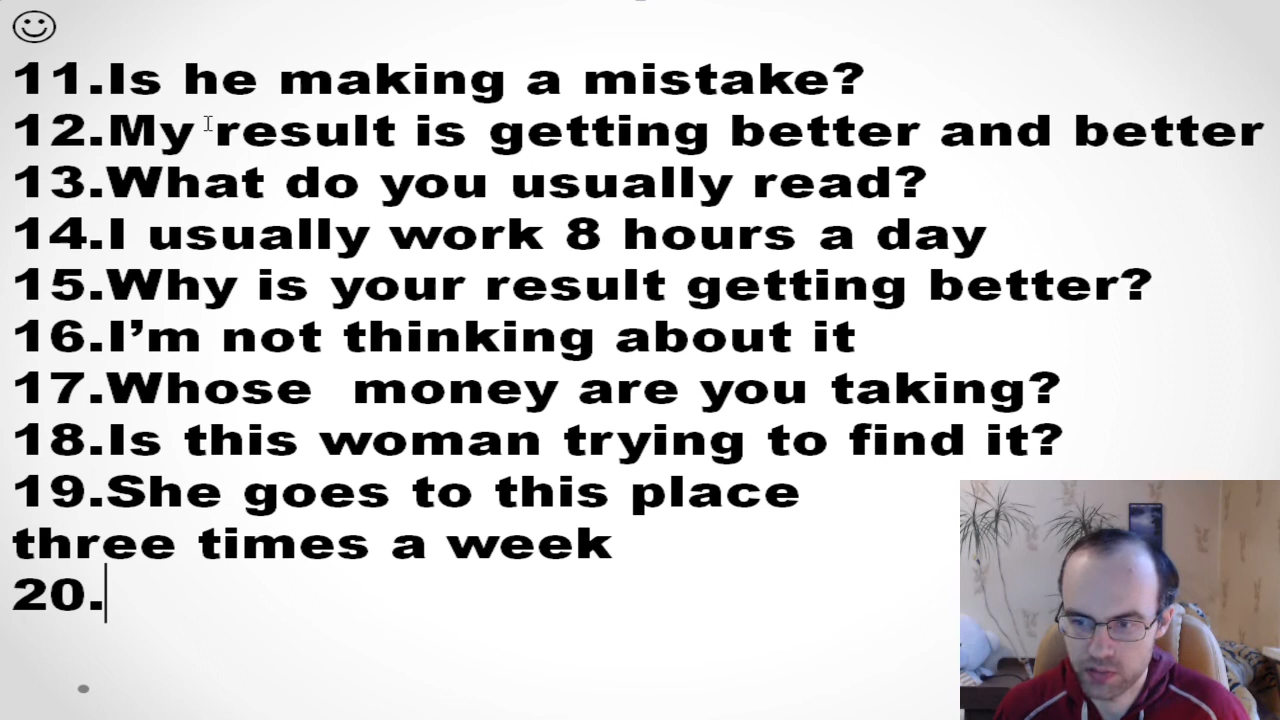 11.Is he making a mistake?
12.My result is getting better and better
13.What do you usually read?
14.I usually work 8 hours a day
15.Why is your result getting better?
16.I’m not thinking about it
17.Whose  money are you taking?
18.Is this woman trying to find it?
19.She goes to this place
three times a week
20.